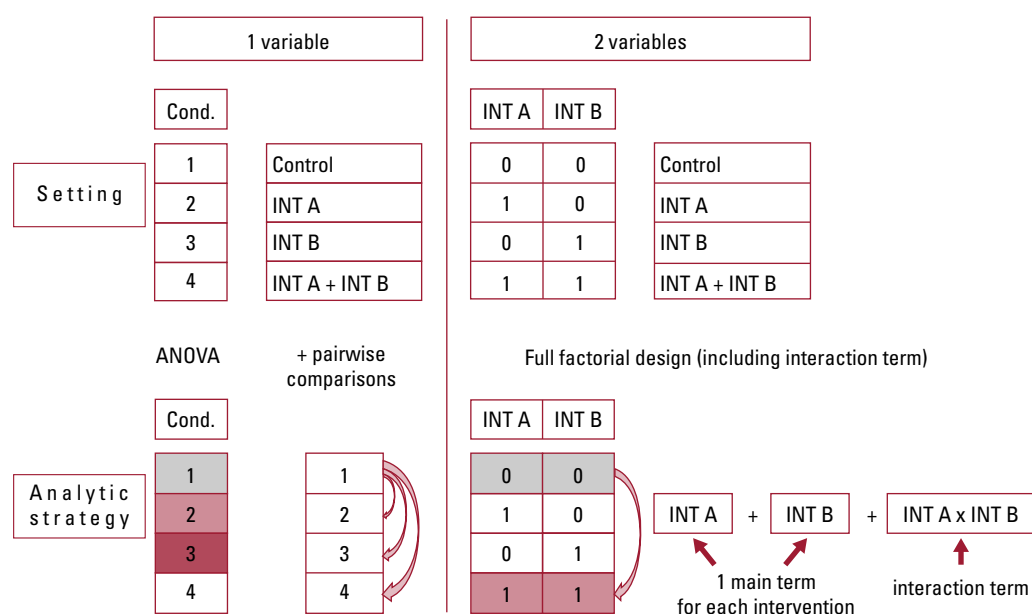 1 variable
2 variables
Cond.
INT A INT B
Setting
1 Control 0 0 Control
2 INT A 1 0 INT A
3 INT B 0 1 INT B
4 INT A + INT B 1 1 INT A + INT B
ANOVA
+ pairwise
comparisons
Full factorial design (including interaction term)
Cond.
INT A INT B
Analytic
strategy
1 1 0 0
2 2 1 0
3 3 0 1
4 4 1 1
INT A + INT B + INT A x INT B
1 main term
for each intervention
interaction term